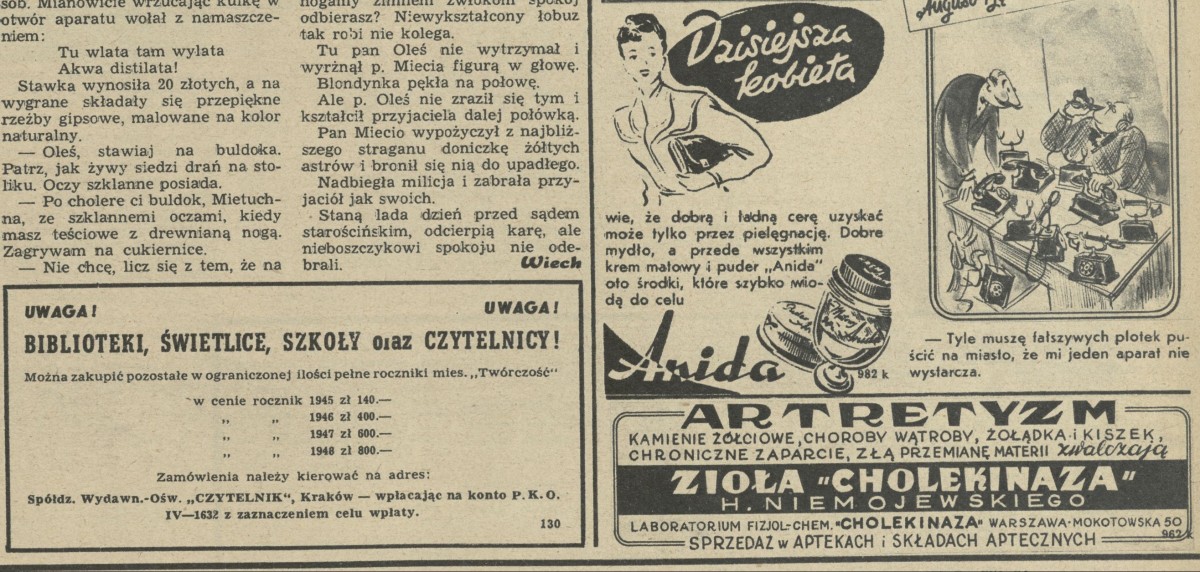 sób. Mianowicie wrzucając kulkę w
otwór aparatu wołał z namaszcze-
niem:
Tu wlata tam wylata
Akwa distilata!
Stawka wynosiła 20 złotych, a na
wygrane składały się przepiękne
rzeźby gipsowe, malowane na kolor
naturalny.
— Oleś, stawiaj na buldoka.
Patrz, jak żywy siedzi drań na sto-
liku. Oczy szklanne posiada.
— Po cholere ci buldok, Mietuch-
na, ze szklannemi oczami, kiedy
masz teściowe z drewnianą nogą.
Zagrywam na cukiernice.
— Nie chcę, licz się z tem, że na
nogami zimnem zwłokom spokój
odbierasz? Niewykształcony łobuz
tak robi nie kolega.
Tu pan Oleś nie wytrzymał i
wyrżnął p. Miecia figurą w głowę.
Blondynka pękła na połowę.
Ale p. Oleś nie zraził się tym i
kształcił przyjaciela dalej połówką.
Pan Miecio wypożyczył z najbliż-
szego straganu doniczkę żółtych
astrów i bronił się nią do upadłego.
Nadbiegła milicja i zabrała przy-
jaciół jak swoich.
Staną lada dzień przed sądem
starościńskim, odcierpią karę, ale
nieboszczykowi spokoju nie ode-
brali.
Wiech
UWAGA! UWAGA!
BIBLIOTEKI, ŚWIETLICE, SZKOŁY oraz CZYTELNICY!
Można zakupić pozostałe w ograniczonej ilości pełne roczniki mies. „Twórczość"
w cenie rocznik 1945 zł 140.—
„ „ 1946 zł 400.—
„ „ 1947 zł 600.—
„ „ 1948 zł 800.—
Zamówienia należy kierować na adres:
Spółdz. Wydawn.-Ośw. „CZYTELNIK", Kraków — wpłacając na konto P. K. O.
IV—1632 z zaznaczeniem celu wpłaty.
130
Dzisiejsza
kobieta
wie, że dobrą i ładną cerę uzyskać
może tylko przez pielęgnację. Dobre
mydło, a przede wszystkim
krem matowy i puder „Anida"
oto środki, które szybko wio-
dą do celu
Anida
982 k
— Tyle muszę fałszywych plotek pu-
ścić na miasto, że mi jeden aparat nie
wystarcza.
ARTRETYZM
KAMIENIE ŻÓŁCIOWE, CHOROBY WĄTROBY, ŻOŁĄDKA i KISZEK,
CHRONICZNE ZAPARCIE, ZŁĄ PRZEMIANĘ MATERII zwalczają
ZIOŁA "CHOLEKINAZA"
H. NIEMOJEWSKIEGO
LABORATORIUM FIZJOL-CHEM. "CHOLEKINAZA" WARSZAWA-MOKOTOWSKA 50
962 k
SPRZEDAŻ w APTEKACH i SKŁADACH APTECZNYCH